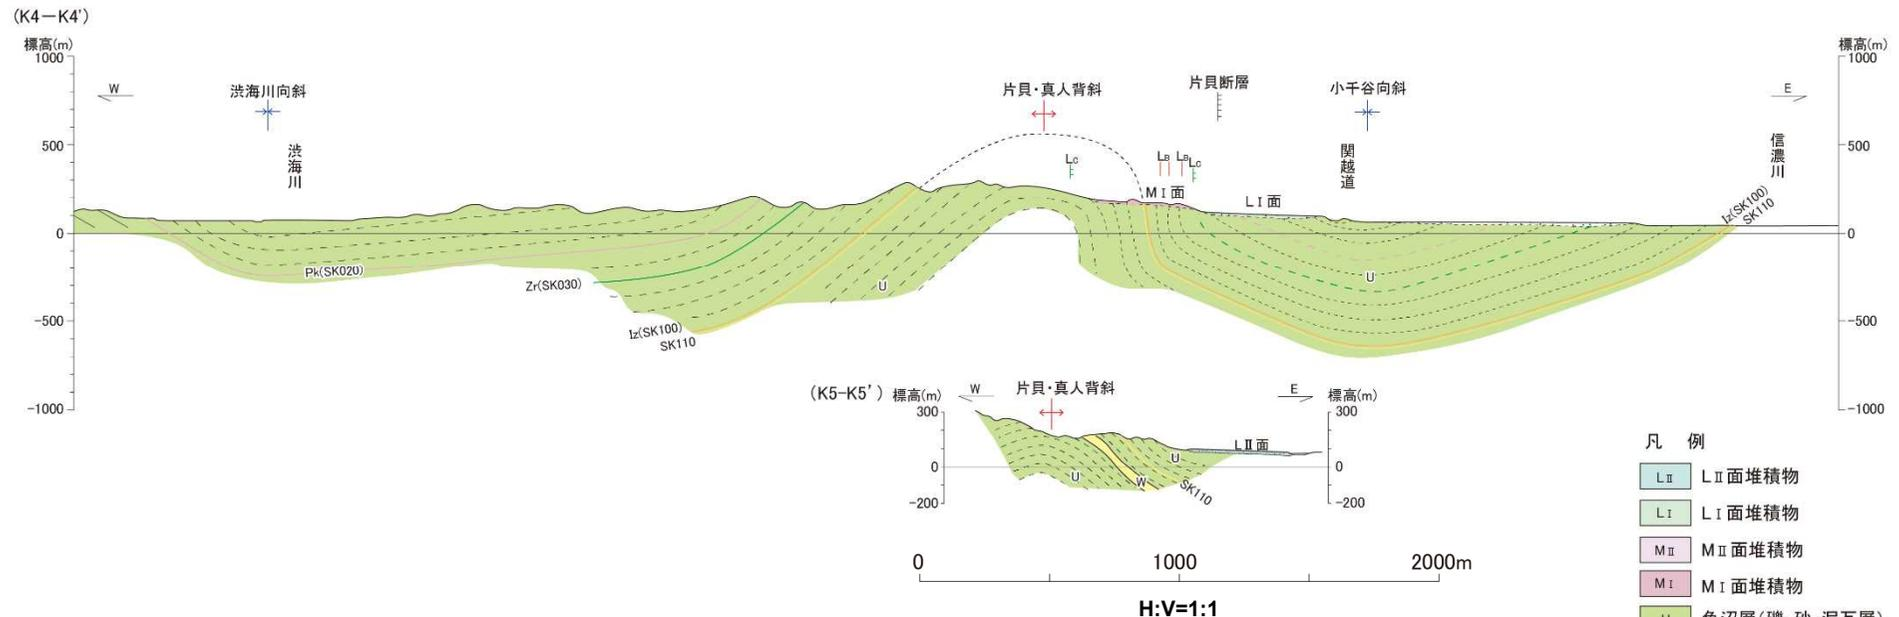 (K4－K4')
標高(m)
標高(m)
1000
1000
W
渋海川向斜
片貝・真人背斜
片貝断層
小千谷向斜
E
500
500
渋海川
LC
LB
LB
LC
関越道
信濃川
MⅠ面
LⅠ面
Iz(SK100)
SK110
0
0
Pk(SK020)
Zr(SK030)
U
U
Iz(SK100)
SK110
-500
-500
-1000
-1000
(K5-K5')
標高(m)
W
片貝・真人背斜
E
標高(m)
300
300
LⅡ面
U
U
W
SK110
0
0
-200
-200
0
1000
2000m
H:V=1:1
凡 例
LⅡ
LⅡ面堆積物
LⅠ
LⅠ面堆積物
MⅡ
MⅡ面堆積物
MⅠ
MⅠ面堆積物